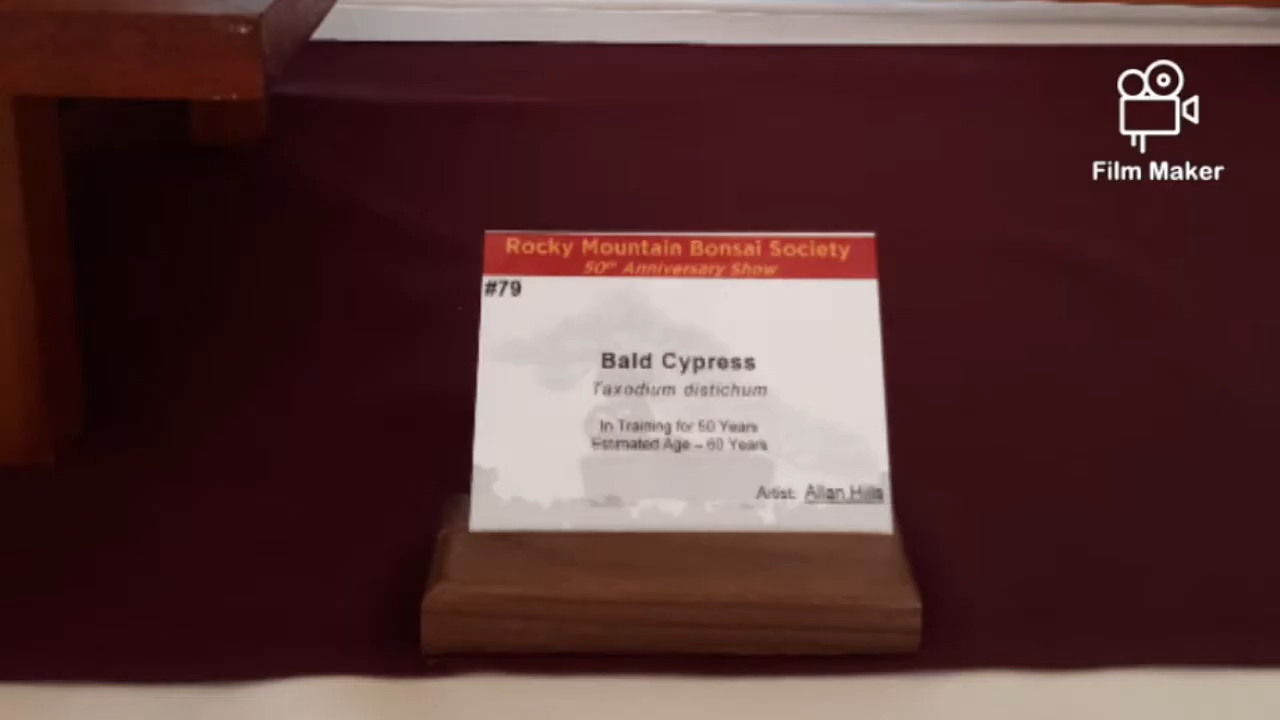 Film Maker
Rocky Mountain Bonsai Society
50th Anniversary Show
#79
Bald Cypress
Taxodium distichum
In Training for 50 Years
Estimated Age – 60 Years
Artist: Allan Hills